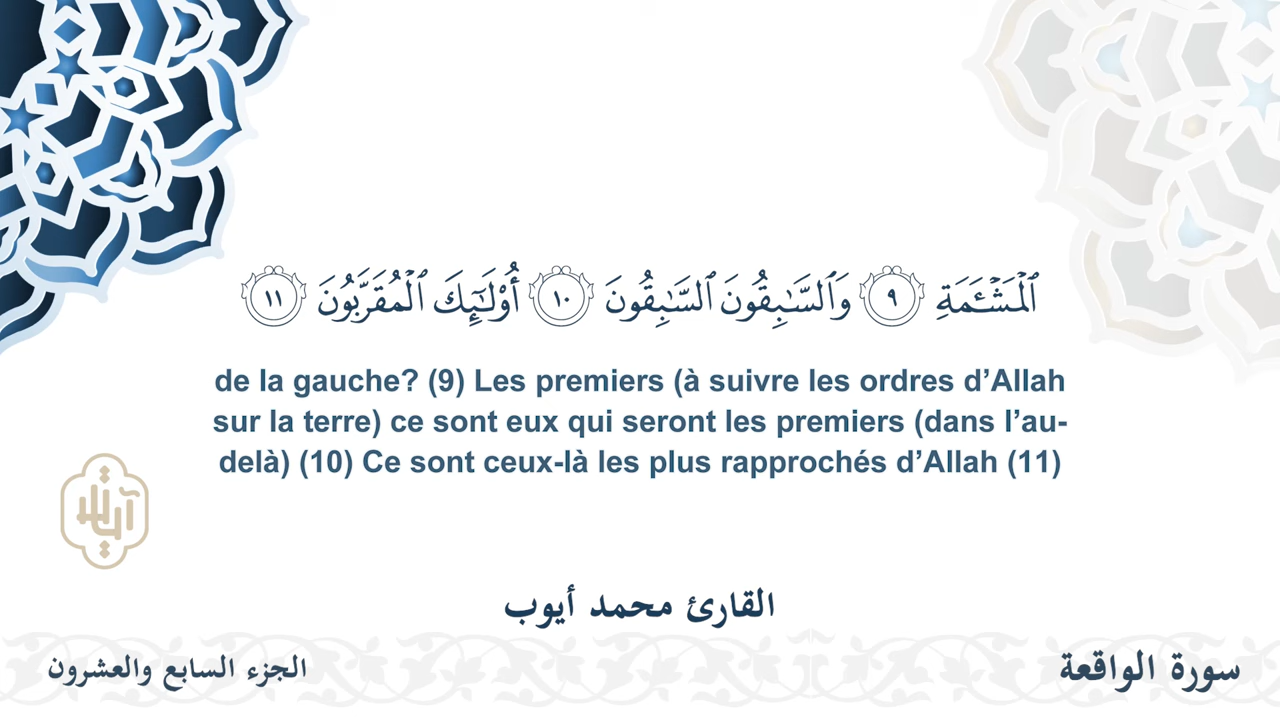 ٱلْمَشْـَٔمَةِ ٩ وَٱلسَّـٰبِقُونَ ٱلسَّـٰبِقُونَ ١٠ أُو۟لَـٰٓئِكَ ٱلْمُقَرَّبُونَ ١١
de la gauche? (9) Les premiers (à suivre les ordres d’Allah
sur la terre) ce sont eux qui seront les premiers (dans l’au-
delà) (10) Ce sont ceux-là les plus rapprochés d’Allah (11)
آيات
القارئ محمد أيوب
سورة الواقعة
الجزء السابع والعشرون